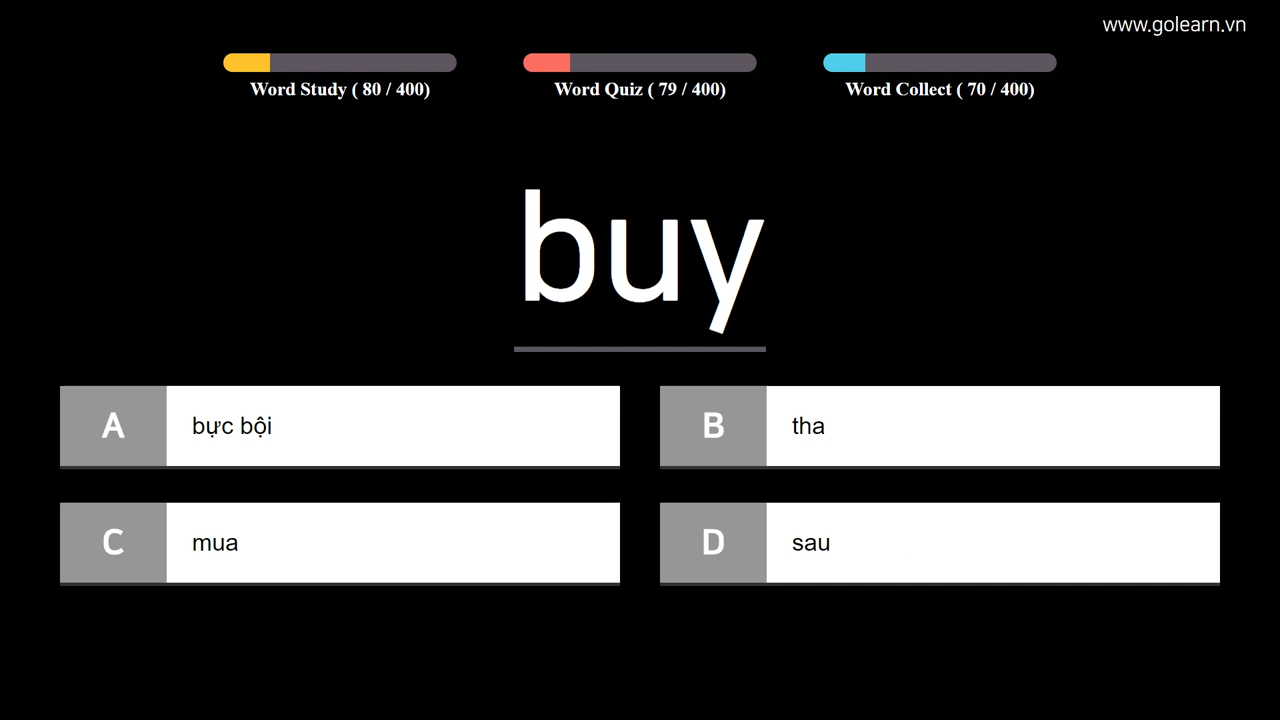 www.golearn.vn
Word Study ( 80 / 400)
Word Quiz ( 79 / 400)
Word Collect ( 70 / 400)
buy
A bực bội
B tha
C mua
D sau